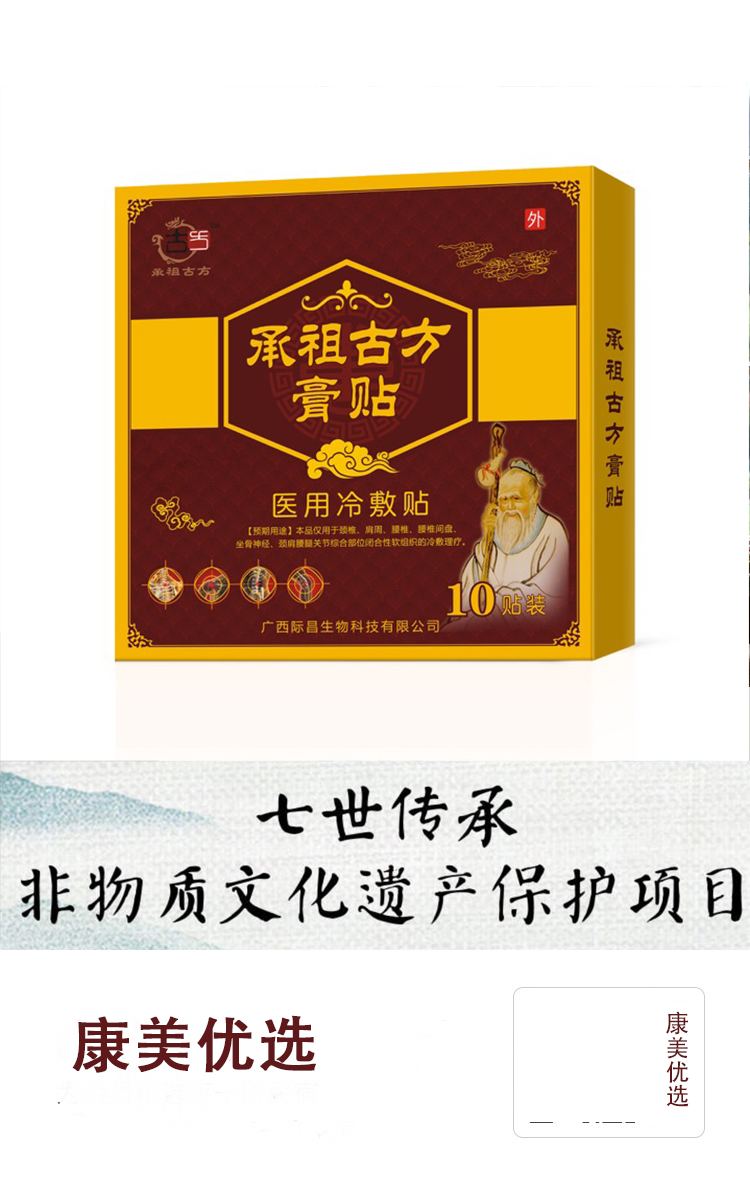 古方
承祖古方
外
承祖古方
膏贴
医用冷敷贴
【预期用途】本品仅用于颈椎、肩周、腰椎、腰椎间盘、
坐骨神经、颈肩腰腿关节综合部位闭合性软组织的冷敷理疗。
10贴装
广西际昌生物科技有限公司
承祖古方膏贴
七世传承
非物质文化遗产保护项目
康美优选
康美优选